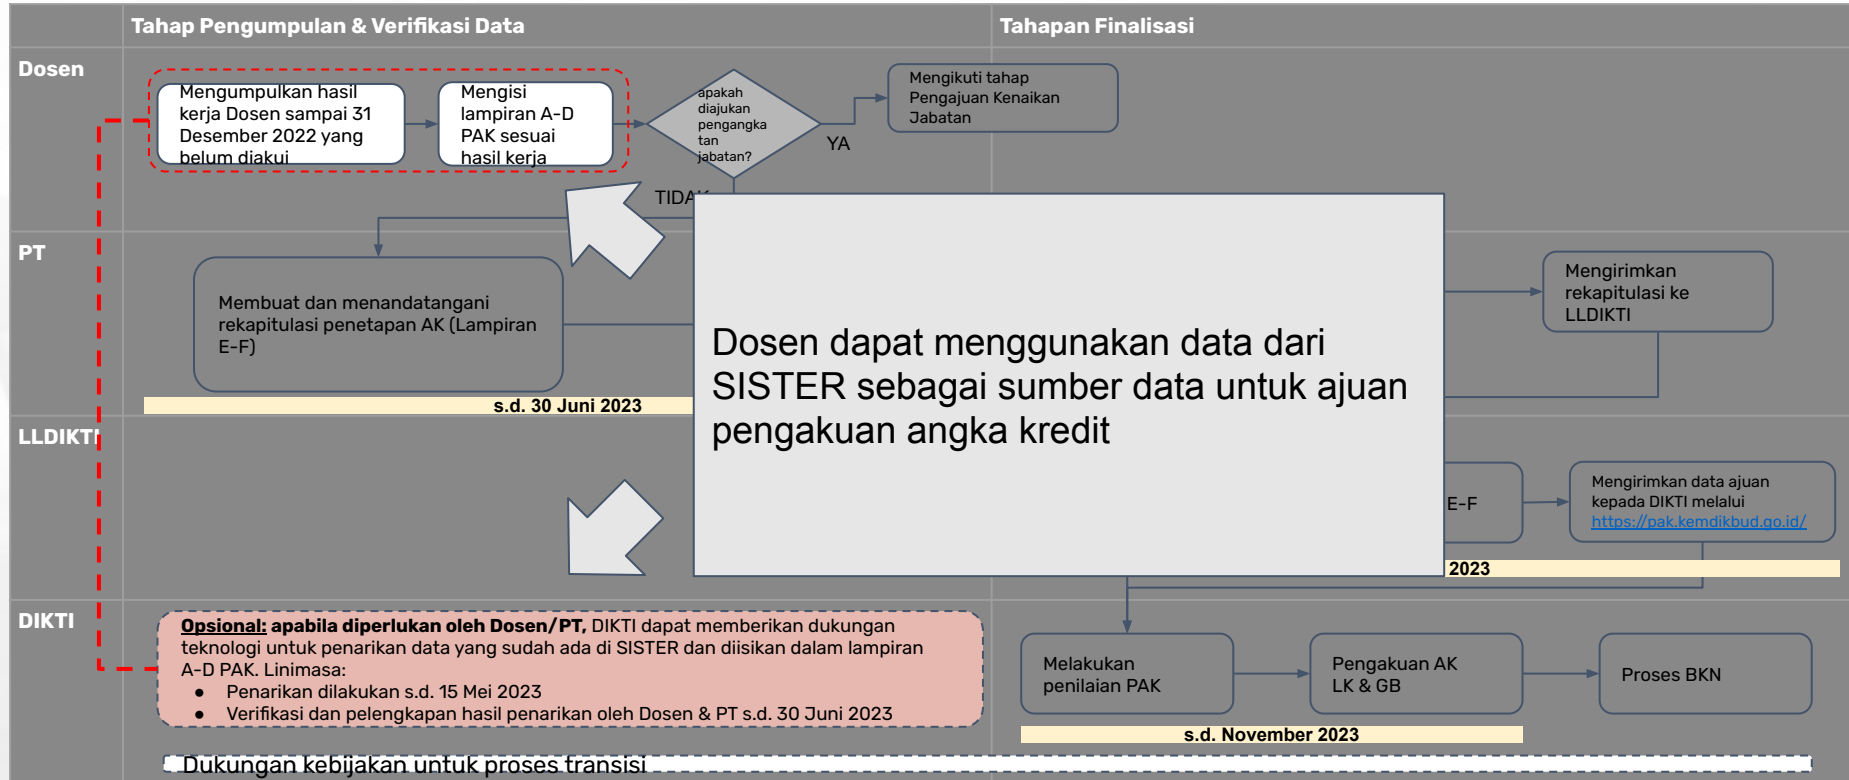 Tahap Pengumpulan & Verifikasi Data
Tahapan Finalisasi
Dosen
Mengumpulkan hasil
kerja Dosen sampai 31
Desember 2022 yang
belum diakui
Mengisi
lampiran A-D
PAK sesuai
hasil kerja
apakah
diajukan
pengangka
tan
jabatan?
YA
Mengikuti tahap
Pengajuan Kenaikan
Jabatan
TIDAK
PT
Membuat dan menandatangani
rekapitulasi penetapan AK (Lampiran
E-F)
s.d. 30 Juni 2023
Dosen dapat menggunakan data dari
SISTER sebagai sumber data untuk ajuan
pengakuan angka kredit
Mengirimkan
rekapitulasi ke
LLDIKTI
LLDIKTI
E-F
Mengirimkan data ajuan
kepada DIKTI melalui
https://pak.kemdikbud.go.id/
2023
DIKTI
Opsional: apabila diperlukan oleh Dosen/PT, DIKTI dapat memberikan dukungan
teknologi untuk penarikan data yang sudah ada di SISTER dan diisikan dalam lampiran
A-D PAK. Linimasa:
● Penarikan dilakukan s.d. 15 Mei 2023
● Verifikasi dan pelengkapan hasil penarikan oleh Dosen & PT s.d. 30 Juni 2023
Melakukan
penilaian PAK
Pengakuan AK
LK & GB
Proses BKN
s.d. November 2023
Dukungan kebijakan untuk proses transisi